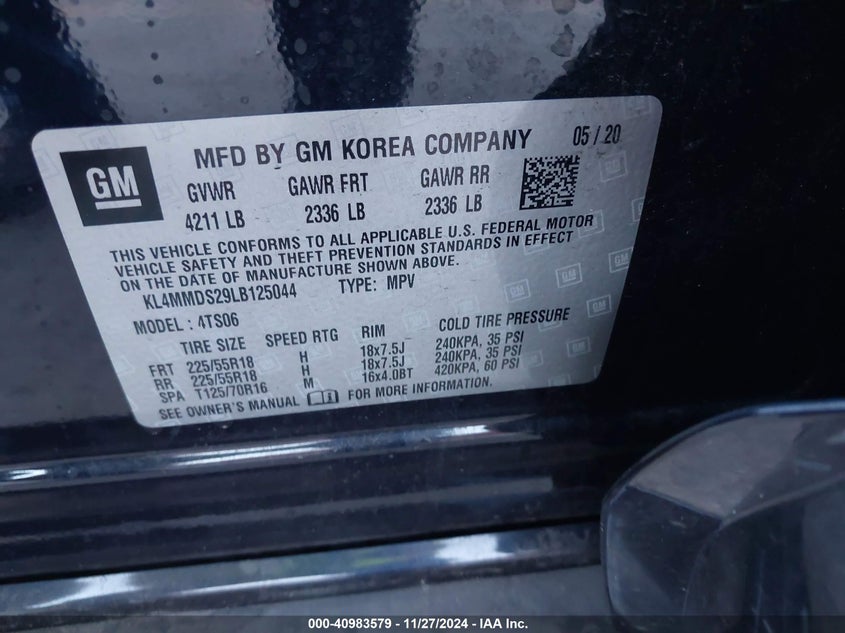 GM
MFD BY GM KOREA COMPANY 05 / 20
GVWR GAWR FRT GAWR RR
4211 LB 2336 LB 2336 LB
THIS VEHICLE CONFORMS TO ALL APPLICABLE U.S. FEDERAL MOTOR
VEHICLE SAFETY AND THEFT PREVENTION STANDARDS IN EFFECT
ON THE DATE OF MANUFACTURE SHOWN ABOVE.
KL4MMDS29LB125044 TYPE: MPV
MODEL : 4TS06
TIRE SIZE SPEED RTG RIM COLD TIRE PRESSURE
FRT 225/55R18 H 18x7.5J 240KPA, 35 PSI
RR 225/55R18 H 18x7.5J 240KPA, 35 PSI
SPA T125/70R16 M 16x4.0BT 420KPA, 60 PSI
SEE OWNER'S MANUAL FOR MORE INFORMATION.
000-40983579 - 11/27/2024 - IAA Inc.